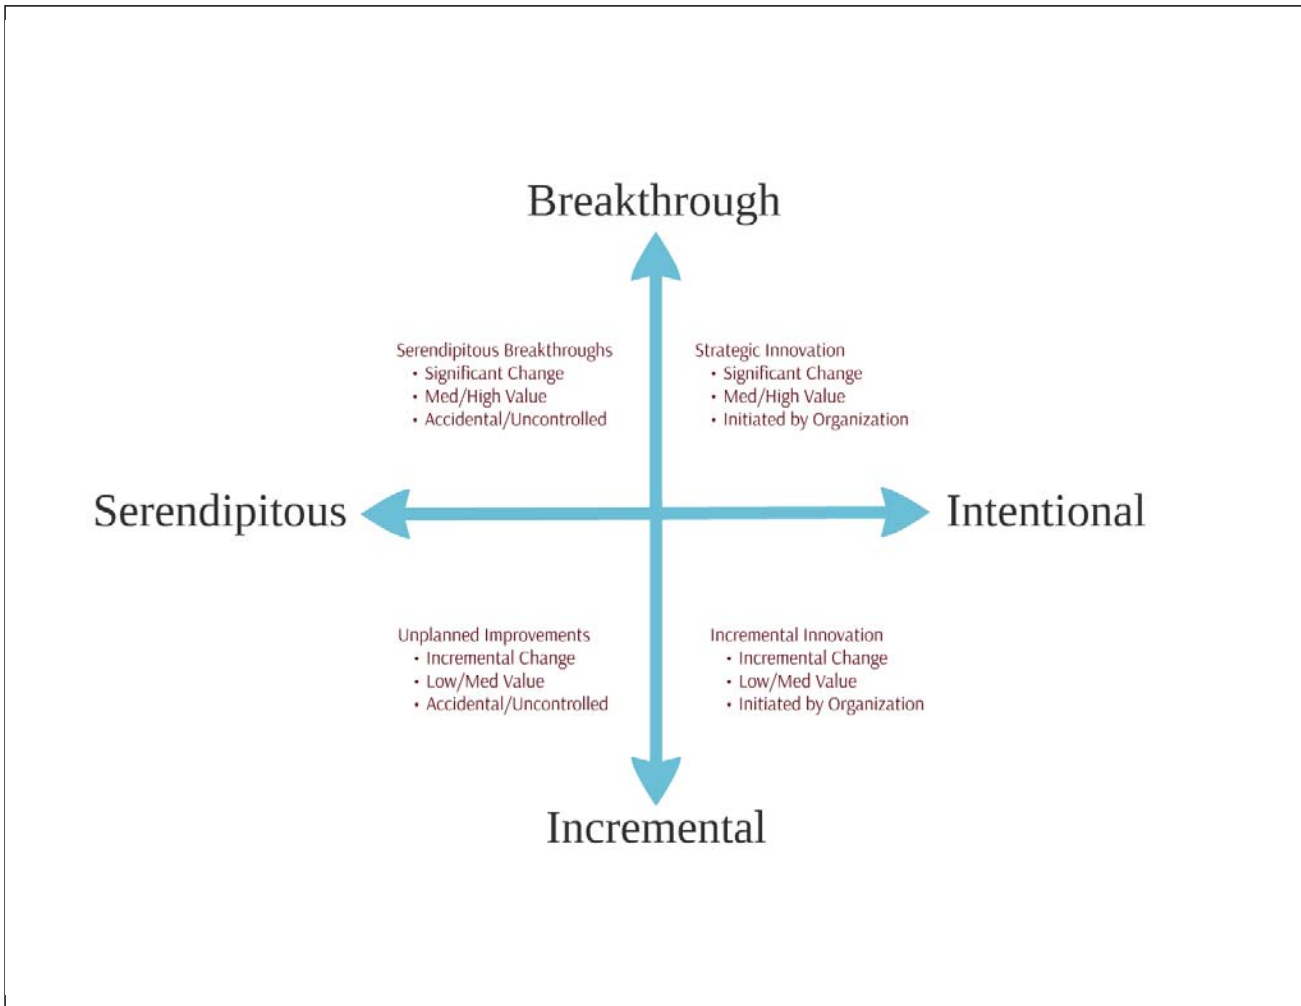 Breakthrough
Serendipitous Breakthroughs
• Significant Change
• Med/High Value
• Accidental/Uncontrolled
Strategic Innovation
• Significant Change
• Med/High Value
• Initiated by Organization
Serendipitous
Intentional
Unplanned Improvements
• Incremental Change
• Low/Med Value
• Accidental/Uncontrolled
Incremental Innovation
• Incremental Change
• Low/Med Value
• Initiated by Organization
Incremental